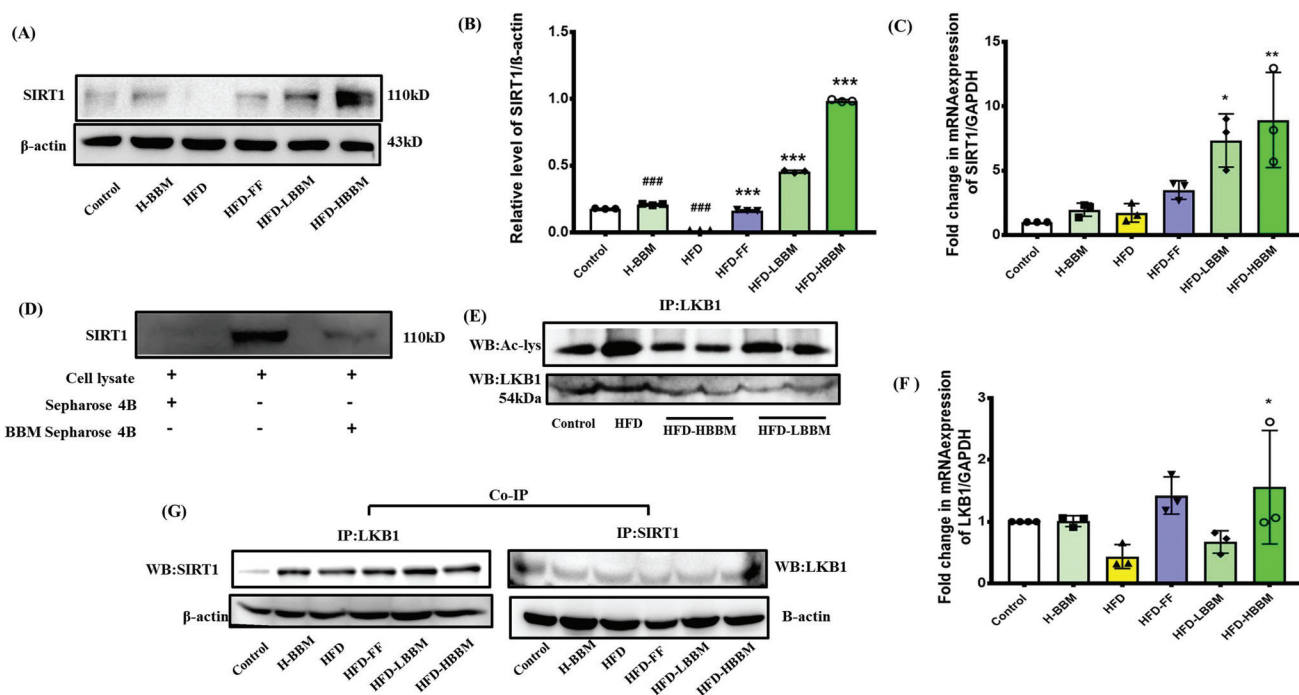 (A)
SIRT1
110kD
β-actin
43kD
Control
H-BBM
HFD
HFD-FF
HFD-LBBM
HFD-HBBM
(B)
Relative level of SIRT1/ß-actin
1.5
1.0
0.5
0.0
###
###
***
***
***
Control
H-BBM
HFD
HFD-FF
HFD-LBBM
HFD-HBBM
(C)
Fold change in mRNAexpression
of SIRT1/GAPDH
15
10
5
0
*
**
Control
H-BBM
HFD
HFD-FF
HFD-LBBM
HFD-HBBM
(D)
SIRT1
110kD
Cell lysate + + +
Sepharose 4B + - -
BBM Sepharose 4B - - +
(E)
IP:LKB1
WB:Ac-lys
WB:LKB1
54kDa
Control
HFD
HFD-HBBM
HFD-LBBM
(F)
Fold change in mRNAexpression
of LKB1/GAPDH
3
2
1
0
*
Control
H-BBM
HFD
HFD-FF
HFD-LBBM
HFD-HBBM
(G)
Co-IP
IP:LKB1
IP:SIRT1
WB:SIRT1
WB:LKB1
β-actin
B-actin
Control
H-BBM
HFD
HFD-FF
HFD-LBBM
HFD-HBBM
Control
H-BBM
HFD
HFD-FF
HFD-LBBM
HFD-HBBM